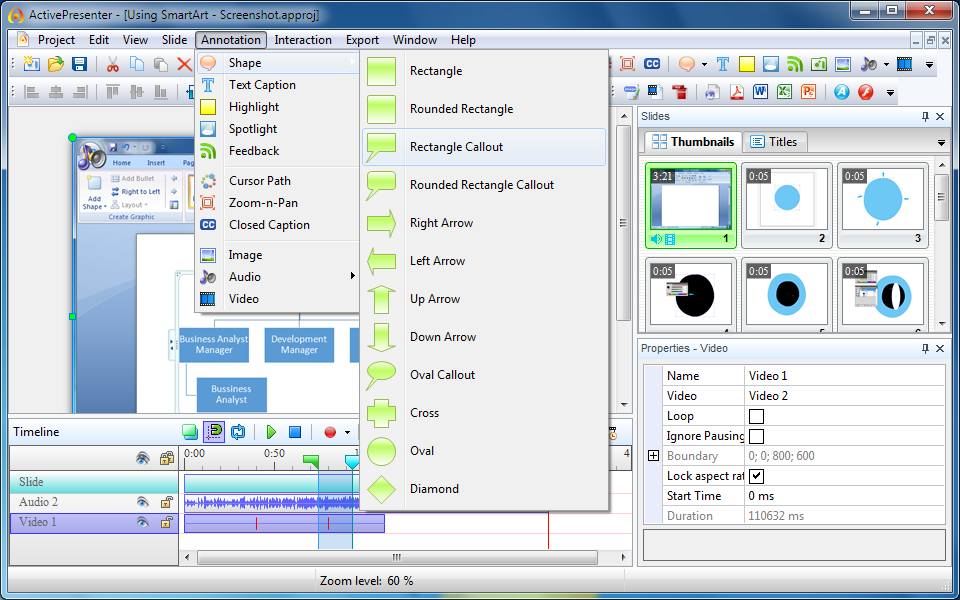 ActivePresenter - [Using SmartArt - Screenshot.approj]
Project Edit View Slide Annotation Interaction Export Window Help
Shape
Text Caption
Highlight
Spotlight
Feedback
Cursor Path
Zoom-n-Pan
Closed Caption
Image
Audio
Video
Rectangle
Rounded Rectangle
Rectangle Callout
Rounded Rectangle Callout
Right Arrow
Left Arrow
Up Arrow
Down Arrow
Oval Callout
Cross
Oval
Diamond
CC
Home Insert
Add Bullet
Right to Left
Layout
Add
Shape
Create Graphic
Business Analyst
Manager
Development
Manager
Bussiness
Analyst
Slides
Thumbnails Titles
3:21 0:05 0:05
1 2 3
0:05 0:05 0:05
Properties - Video
Name Video 1
Video Video 2
Loop
Ignore Pausing
Boundary 0; 0; 800; 600
Lock aspect rat
Start Time 0 ms
Duration 110632 ms
Timeline
0:00 0:50
Slide
Audio 2
Video 1
Zoom level: 60 %